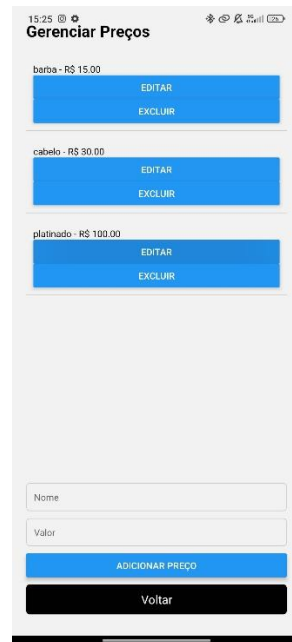 15:25
Gerenciar Preços
barba - R$ 15.00
EDITAR
EXCLUIR
cabelo - R$ 30.00
EDITAR
EXCLUIR
platinado - R$ 100.00
EDITAR
EXCLUIR
Nome
Valor
ADICIONAR PREÇO
Voltar